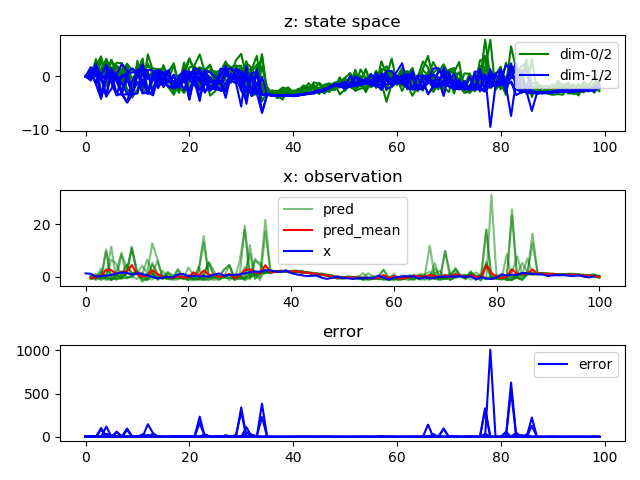 z: state space
0
−10
dim-0/2
dim-1/2
0 20 40 60 80 100
x: observation
20
0
pred
pred_mean
x
0 20 40 60 80 100
error
1000
500
0
error
0 20 40 60 80 100